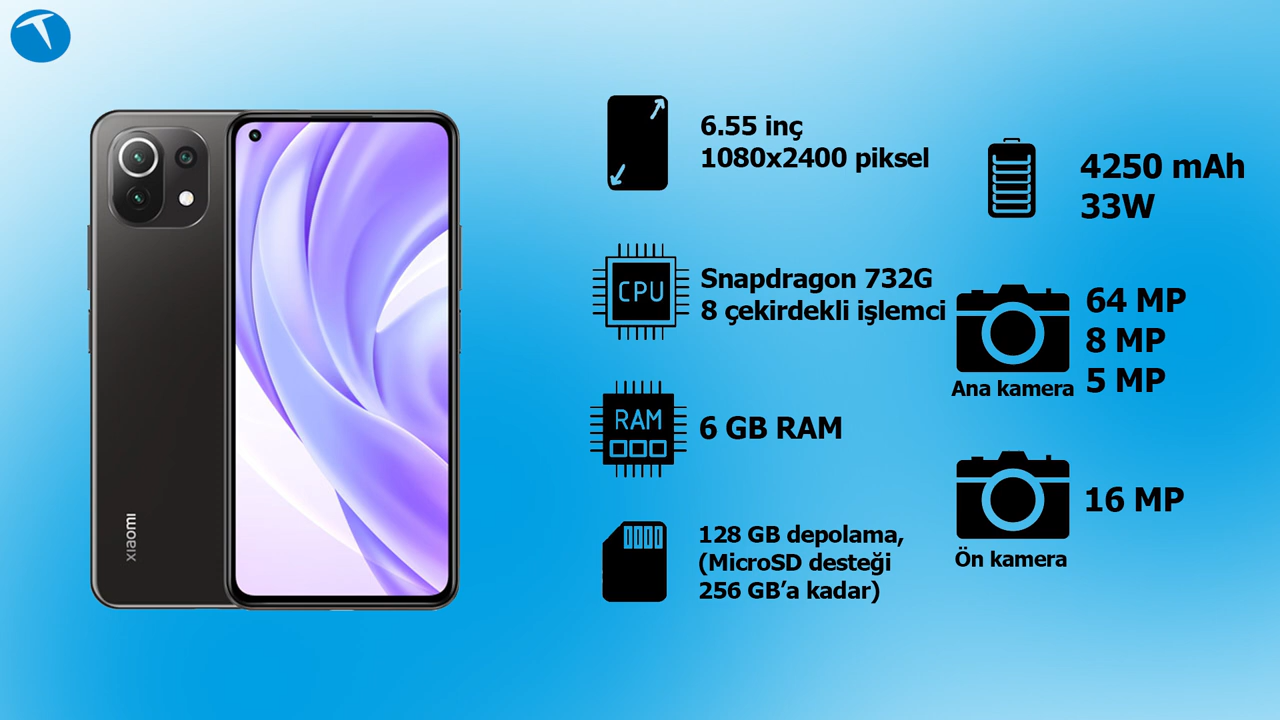 xiaomi
6.55 inç
1080x2400 piksel
CPU
Snapdragon 732G
8 çekirdekli işlemci
RAM
6 GB RAM
128 GB depolama,
(MicroSD desteği
256 GB’a kadar)
4250 mAh
33W
64 MP
8 MP
5 MP
Ana kamera
16 MP
Ön kamera